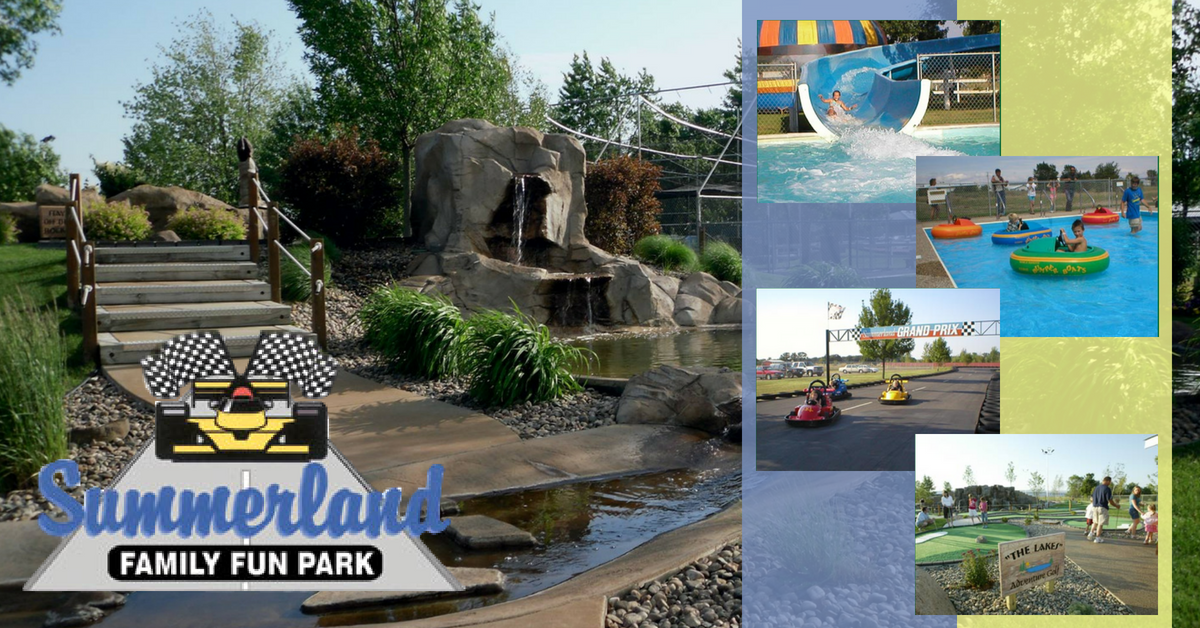 Summerland
FAMILY FUN PARK
GRAND PRIX
"THE LAKES"
Adventure Golf